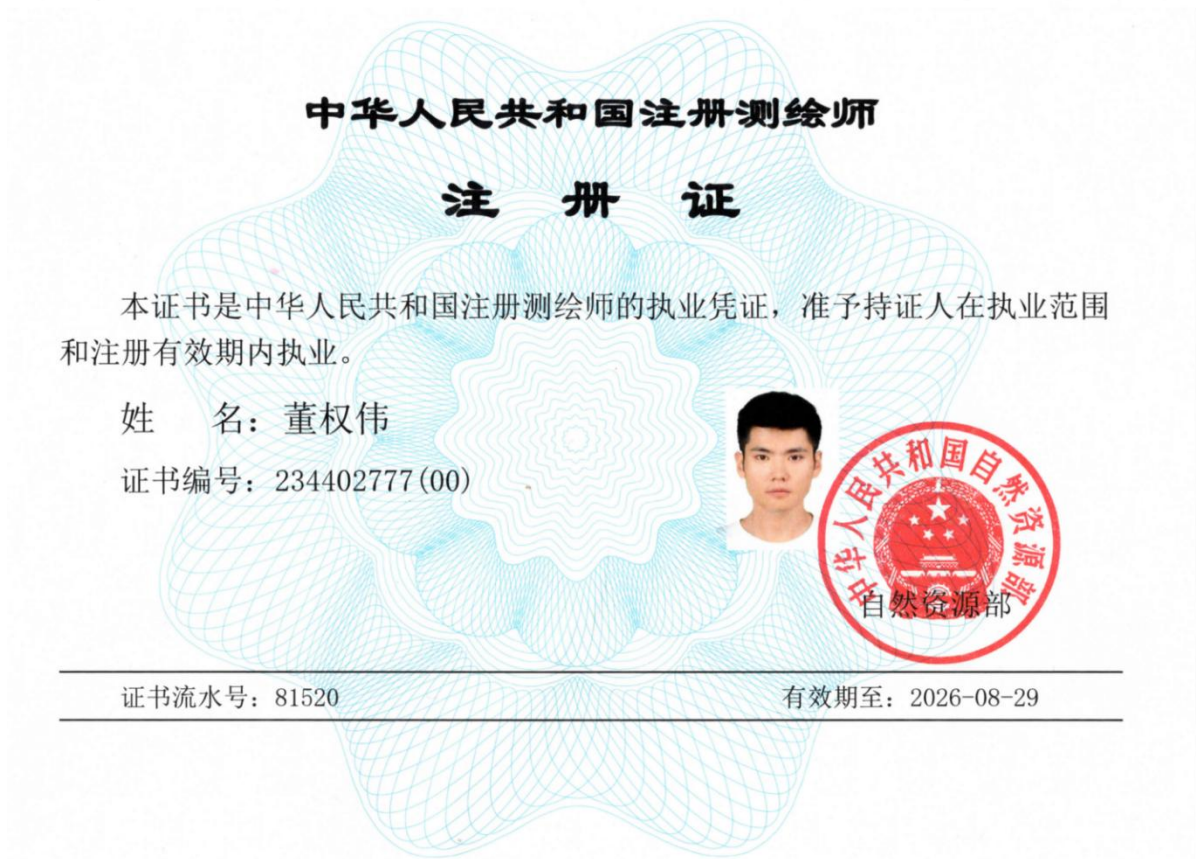 中华人民共和国注册测绘师
注 册 证
本证书是中华人民共和国注册测绘师的执业凭证，准予持证人在执业范围
和注册有效期内执业。
姓 名：董权伟
证书编号：234402777(00)
中华人民共和国自然资源部
自然资源部
证书流水号：81520 有效期至：2026-08-29